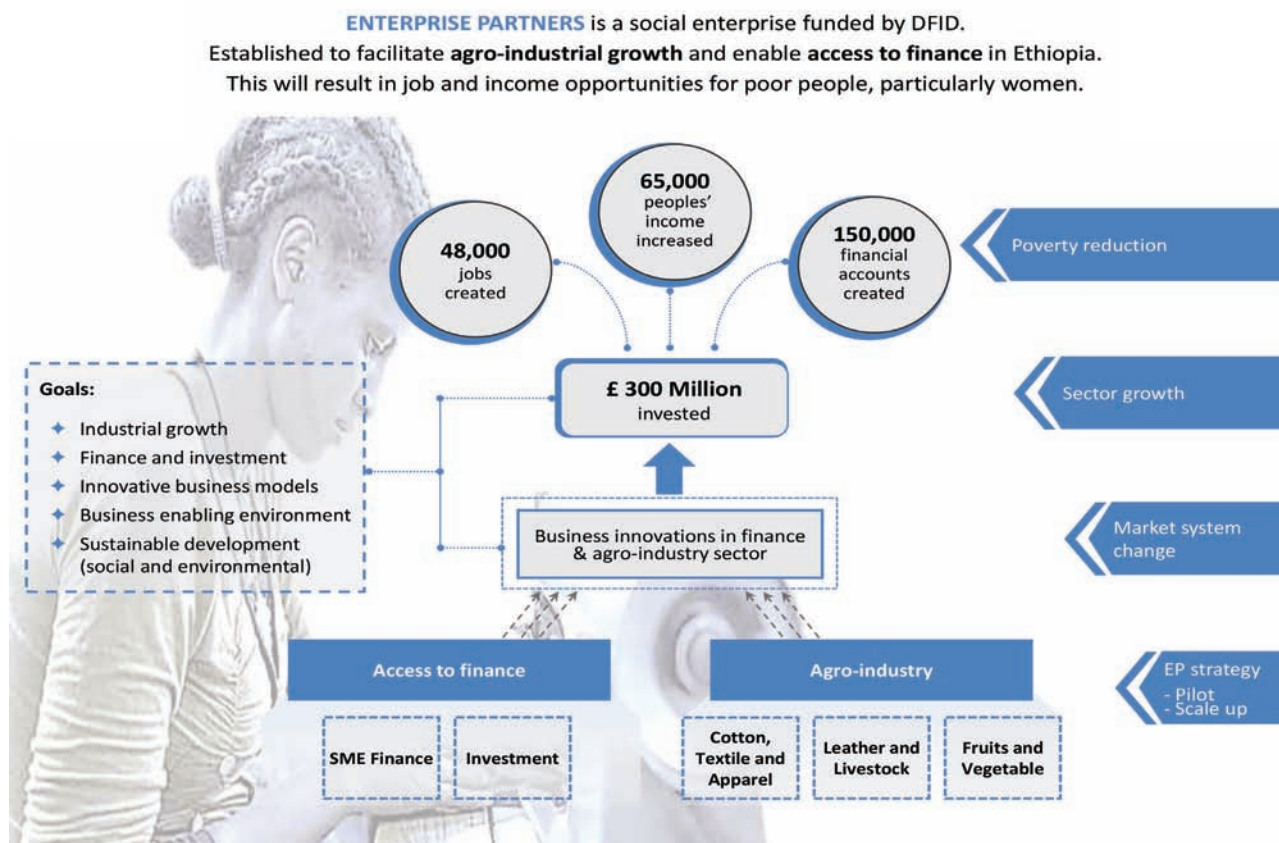 ENTERPRISE PARTNERS is a social enterprise funded by DFID.
Established to facilitate agro-industrial growth and enable access to finance in Ethiopia.
This will result in job and income opportunities for poor people, particularly women.
48,000
jobs
created
65,000
peoples'
income
increased
150,000
financial
accounts
created
Poverty reduction
Goals:
Industrial growth
Finance and investment
Innovative business models
Business enabling environment
Sustainable development
(social and environmental)
£ 300 Million
invested
Sector growth
Business innovations in finance
& agro-industry sector
Market system
change
Access to finance
Agro-industry
EP strategy
- Pilot
- Scale up
SME Finance
Investment
Cotton,
Textile and
Apparel
Leather and
Livestock
Fruits and
Vegetable